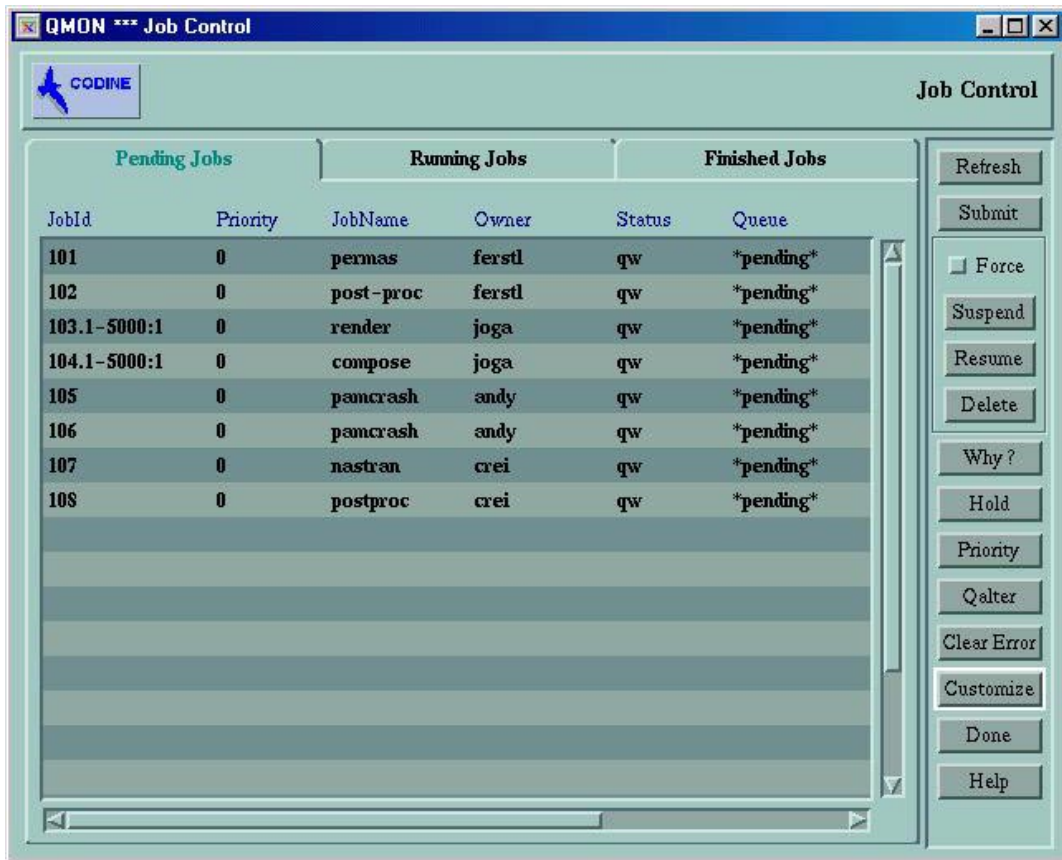 QMON *** Job Control
CODINE
Job Control
Pending Jobs Running Jobs Finished Jobs
JobId Priority JobName Owner Status Queue
101 0 permas ferstl qw *pending*
102 0 post-proc ferstl qw *pending*
103.1-5000:1 0 render joga qw *pending*
104.1-5000:1 0 compose joga qw *pending*
105 0 pamcrash andy qw *pending*
106 0 pamcrash andy qw *pending*
107 0 nastran crei qw *pending*
108 0 postproc crei qw *pending*
Refresh
Submit
Force
Suspend
Resume
Delete
Why ?
Hold
Priority
Qalter
Clear Error
Customize
Done
Help